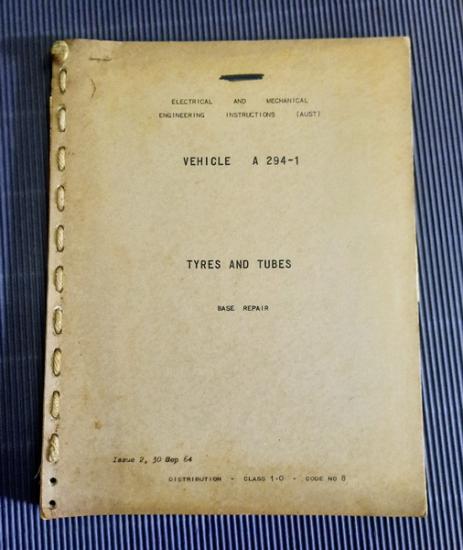 ELECTRICAL AND MECHANICAL
ENGINEERING INSTRUCTIONS (AUST)
VEHICLE A 294-1
TYRES AND TUBES
BASE REPAIR
Issue 2, 30 Sep 64
DISTRIBUTION - CLASS 1-0 - CODE NO 8